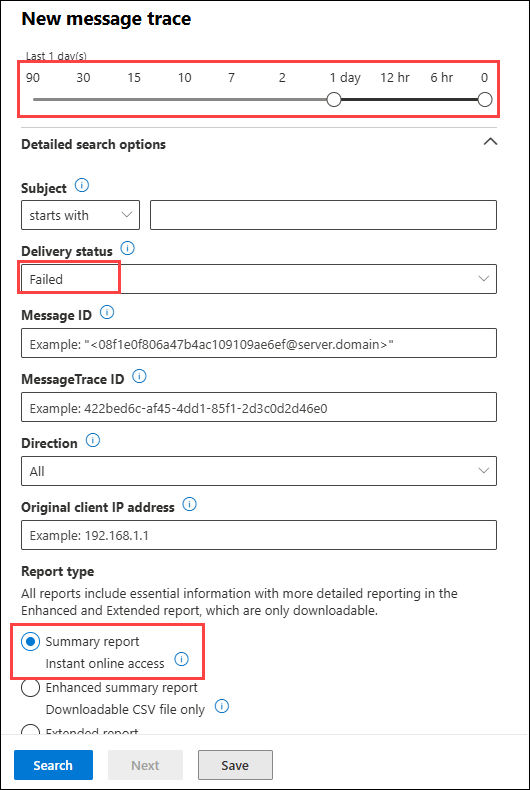 New message trace
Last 1 day(s)
90 30 15 10 7 2 1 day 12 hr 6 hr 0
Detailed search options
Subject
starts with
Delivery status
Failed
Message ID
Example: "<08f1e0f806a47b4ac109109ae6ef@server.domain>"
MessageTrace ID
Example: 422bed6c-af45-4dd1-85f1-2d3c0d2d46e0
Direction
All
Original client IP address
Example: 192.168.1.1
Report type
All reports include essential information with more detailed reporting in the
Enhanced and Extended report, which are only downloadable.
Summary report
Instant online access
Enhanced summary report
Downloadable CSV file only
Extended report
Search Next Save